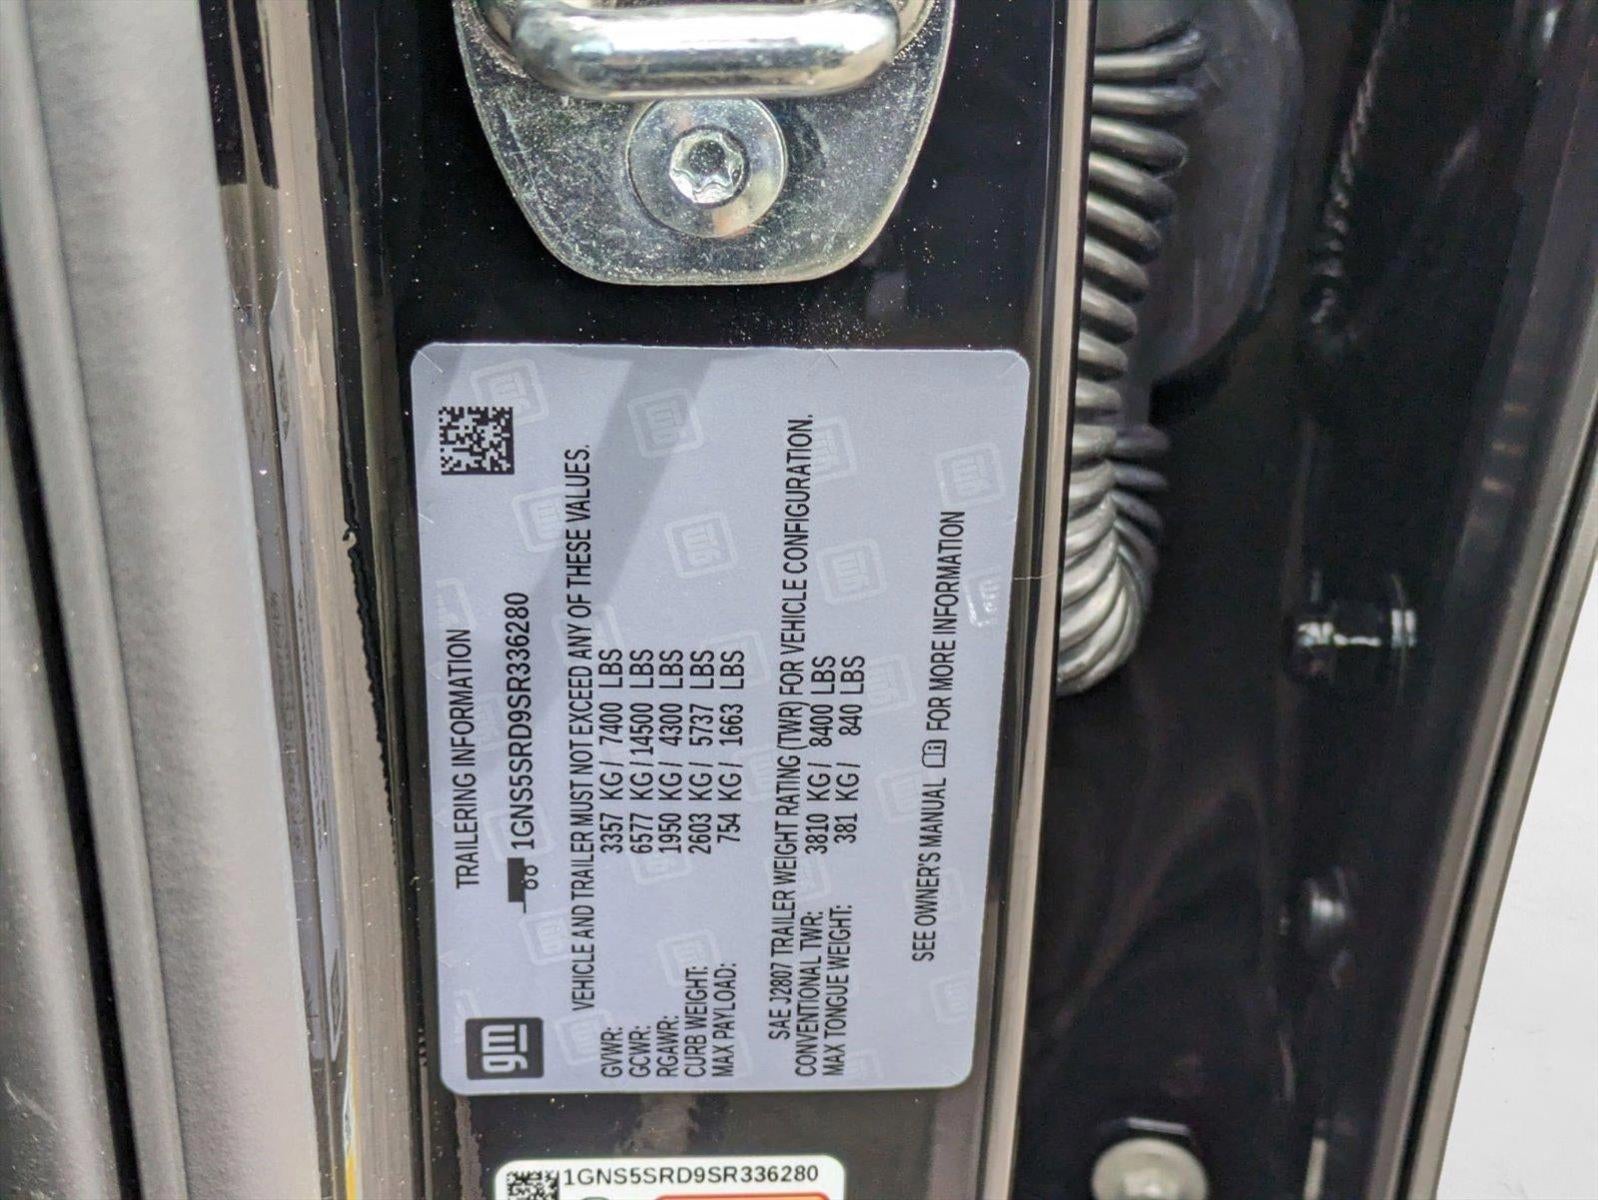 gm
TRAILERING INFORMATION
1GNS5SRD9SR336280
VEHICLE AND TRAILER MUST NOT EXCEED ANY OF THESE VALUES.
GVWR: 3357 KG / 7400 LBS
GCWR: 6577 KG / 14500 LBS
RGAWR: 1950 KG / 4300 LBS
CURB WEIGHT: 2603 KG / 5737 LBS
MAX PAYLOAD: 754 KG / 1663 LBS
SAE J2807 TRAILER WEIGHT RATING (TWR) FOR VEHICLE CONFIGURATION.
CONVENTIONAL TWR: 3810 KG / 8400 LBS
MAX TONGUE WEIGHT: 381 KG / 840 LBS
SEE OWNER'S MANUAL FOR MORE INFORMATION
1GNS5SRD9SR336280